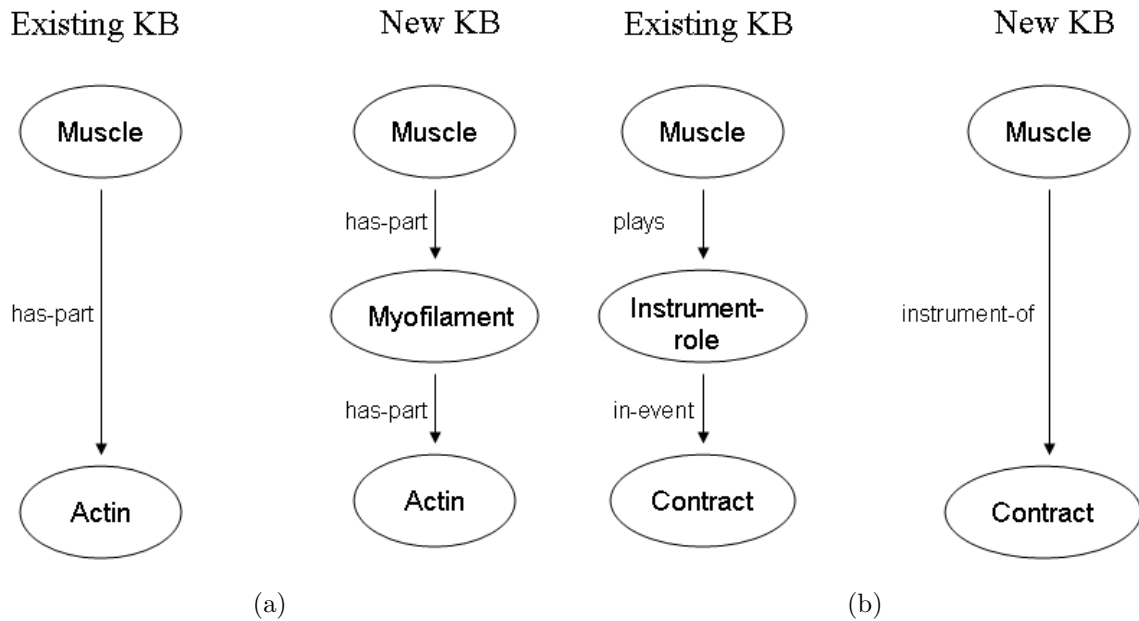 Existing KB New KB Existing KB New KB
Muscle Muscle Muscle Muscle
has-part plays
has-part Myofilament Instrument-
role instrument-of
has-part in-event
Actin Actin Contract Contract
(a) (b)